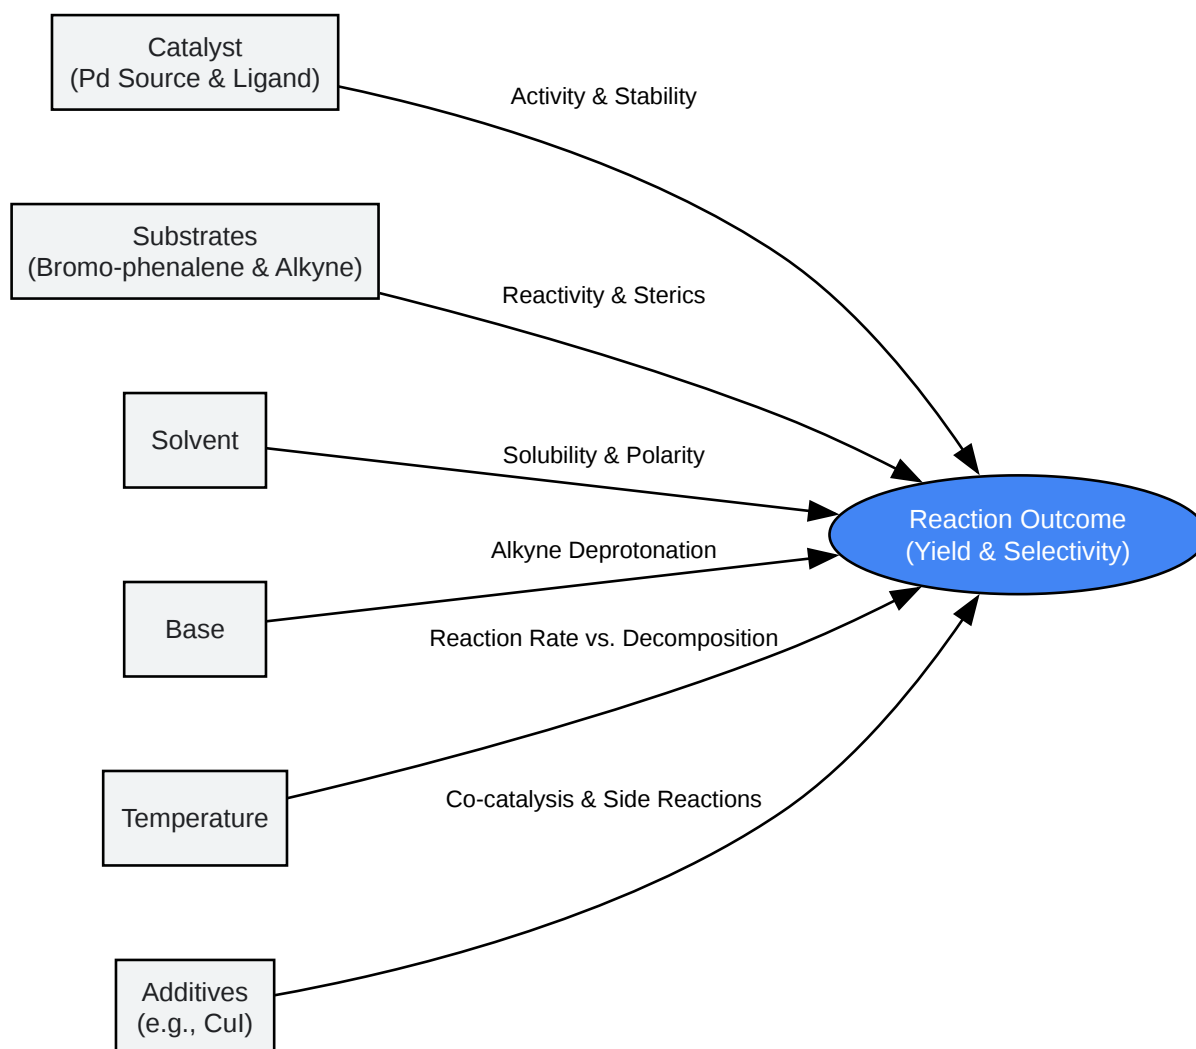 Catalyst
(Pd Source & Ligand)
Activity & Stability
Substrates
(Bromo-phenalene & Alkyne)
Reactivity & Sterics
Solvent
Solubility & Polarity
Base
Alkyne Deprotonation
Temperature
Reaction Rate vs. Decomposition
Additives
(e.g., CuI)
Co-catalysis & Side Reactions
Reaction Outcome
(Yield & Selectivity)